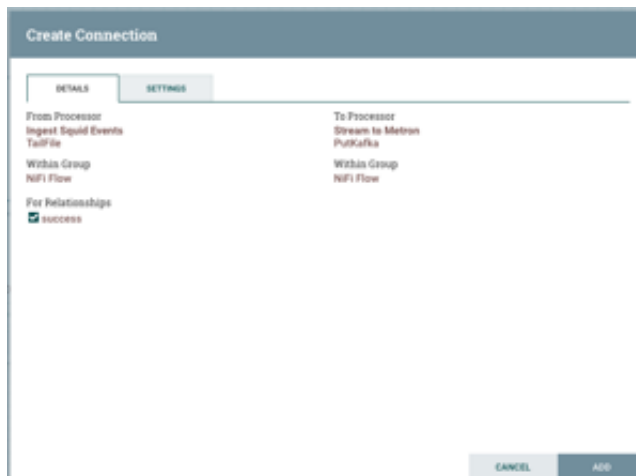 Create Connection
DETAILS
SETTINGS
From Processor
Ingest Squid Events
TailFile
Within Group
NiFi Flow
For Relationships
success
To Processor
Stream to Metron
PutKafka
Within Group
NiFi Flow
CANCEL
ADD